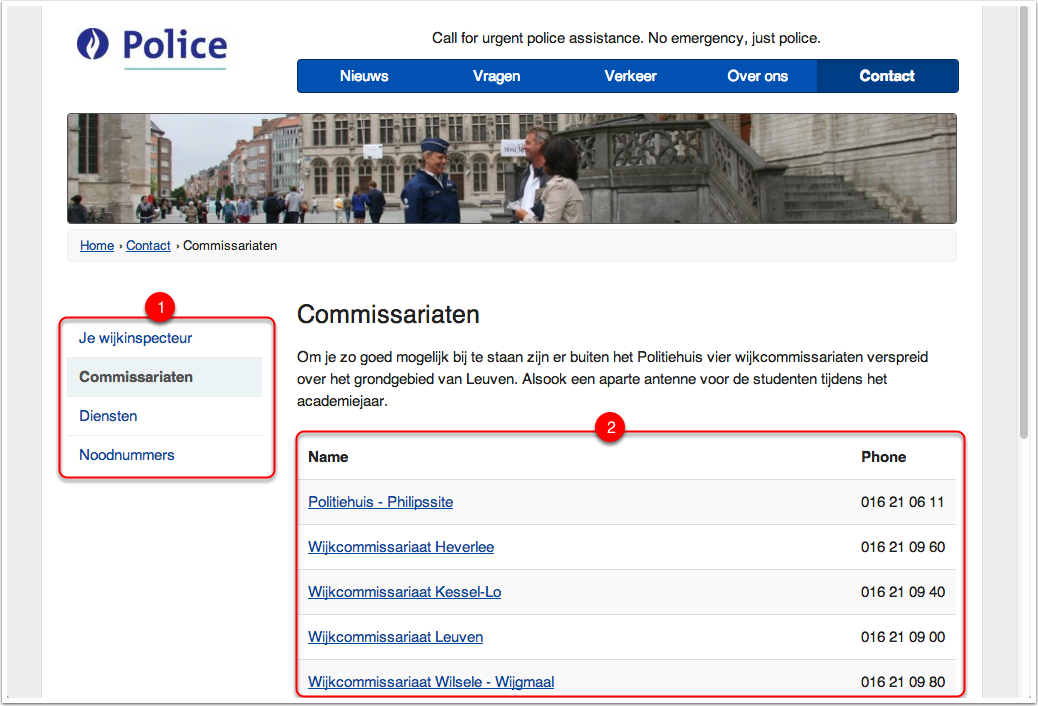 Police
Call for urgent police assistance. No emergency, just police.
Nieuws Vragen Verkeer Over ons Contact
Home › Contact › Commissariaten
1
Je wijkinspecteur
Commissariaten
Diensten
Noodnummers
Commissariaten
Om je zo goed mogelijk bij te staan zijn er buiten het Politiehuis vier wijkcommissariaten verspreid
over het grondgebied van Leuven. Alsook een aparte antenne voor de studenten tijdens het
academiejaar.
2
Name Phone
Politiehuis - Philipssite 016 21 06 11
Wijkcommissariaat Heverlee 016 21 09 60
Wijkcommissariaat Kessel-Lo 016 21 09 40
Wijkcommissariaat Leuven 016 21 09 00
Wijkcommissariaat Wilsele - Wijgmaal 016 21 09 80